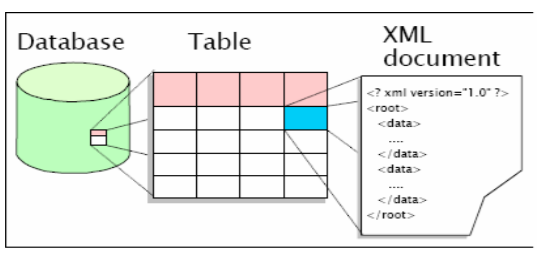 Database
Table
XML
document
<? xml version="1.0" ?>
<root>
<data>
....
</data>
<data>
....
</data>
</root>